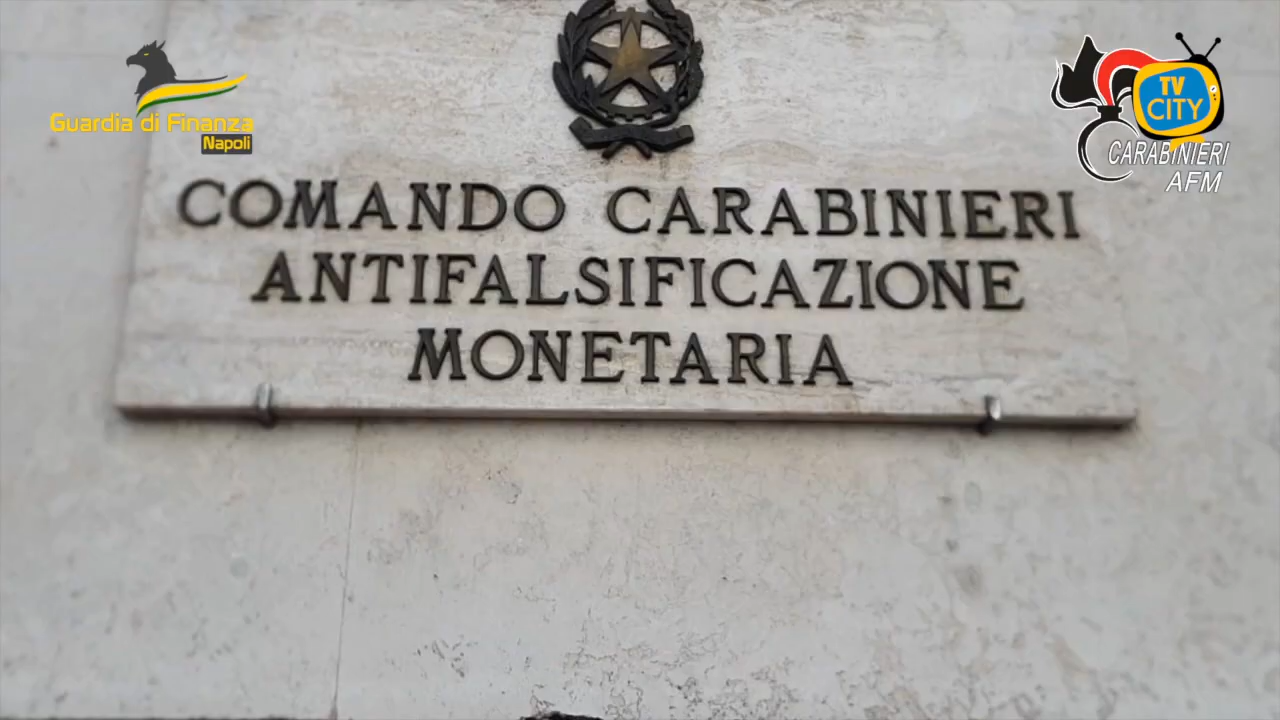 Guardia di Finanza
Napoli
TV
CITY
CARABINIERI
AFM
COMANDO CARABINIERI
ANTIFALSIFICAZIONE
MONETARIA